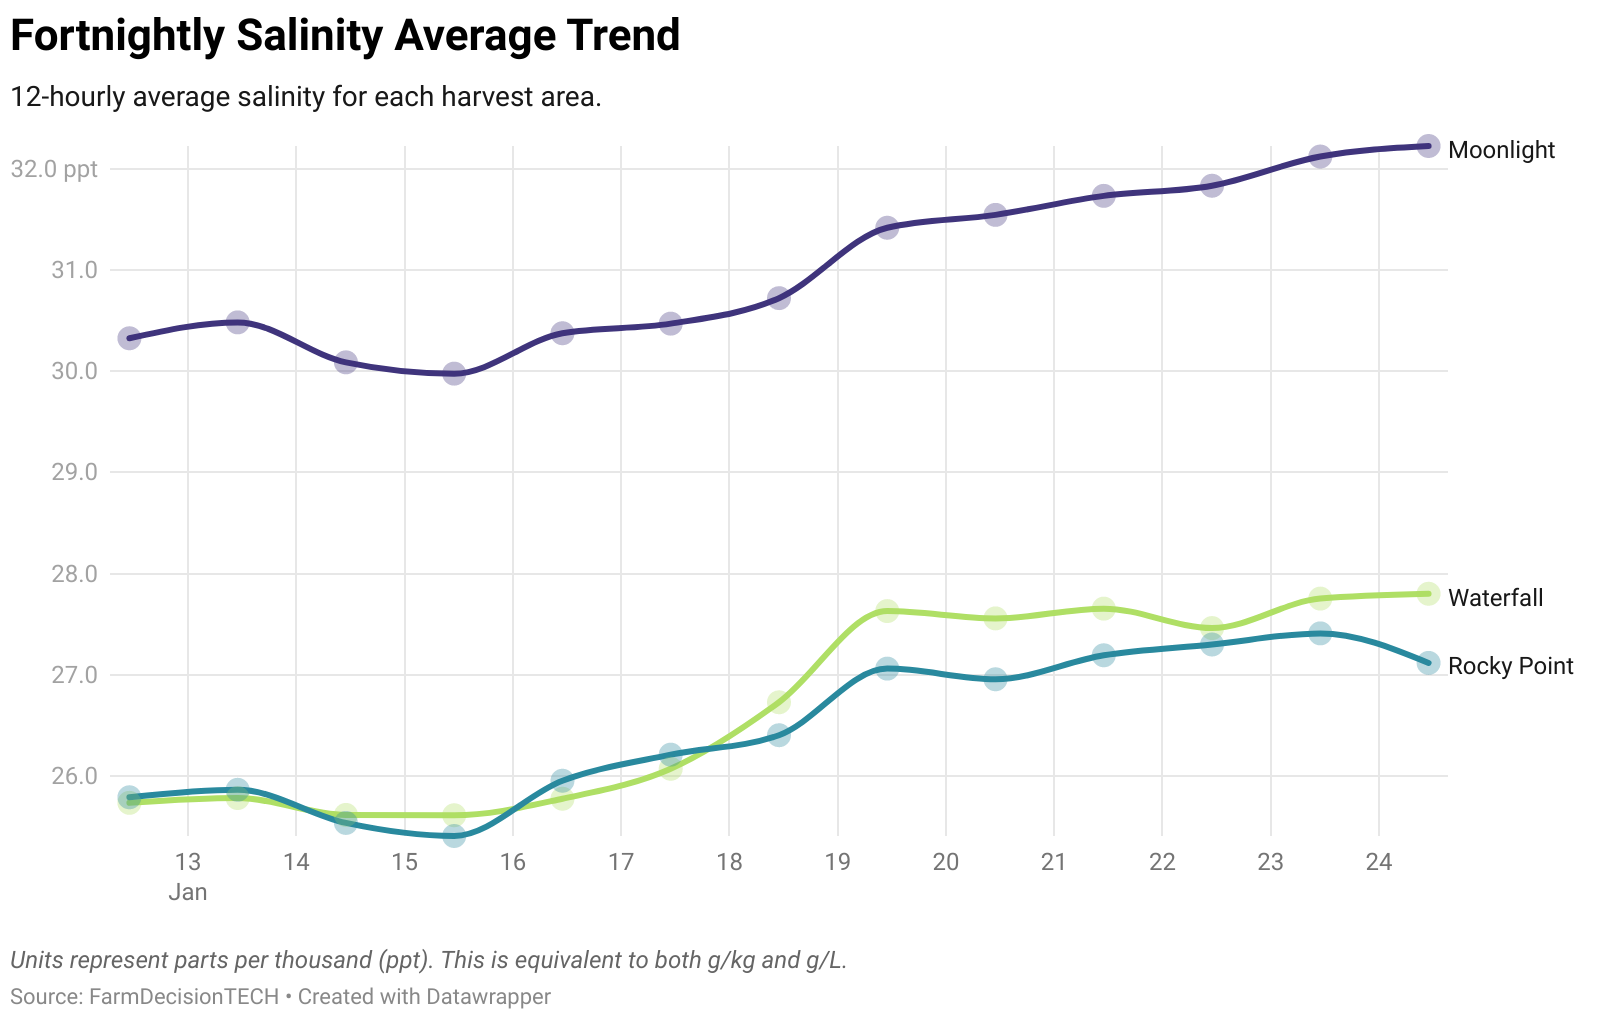 Fortnightly Salinity Average Trend
12-hourly average salinity for each harvest area.
32.0 ppt
31.0
30.0
29.0
28.0
27.0
26.0
Moonlight
Waterfall
Rocky Point
13 14 15 16 17 18 19 20 21 22 23 24
Jan
Units represent parts per thousand (ppt). This is equivalent to both g/kg and g/L.
Source: FarmDecisionTECH • Created with Datawrapper